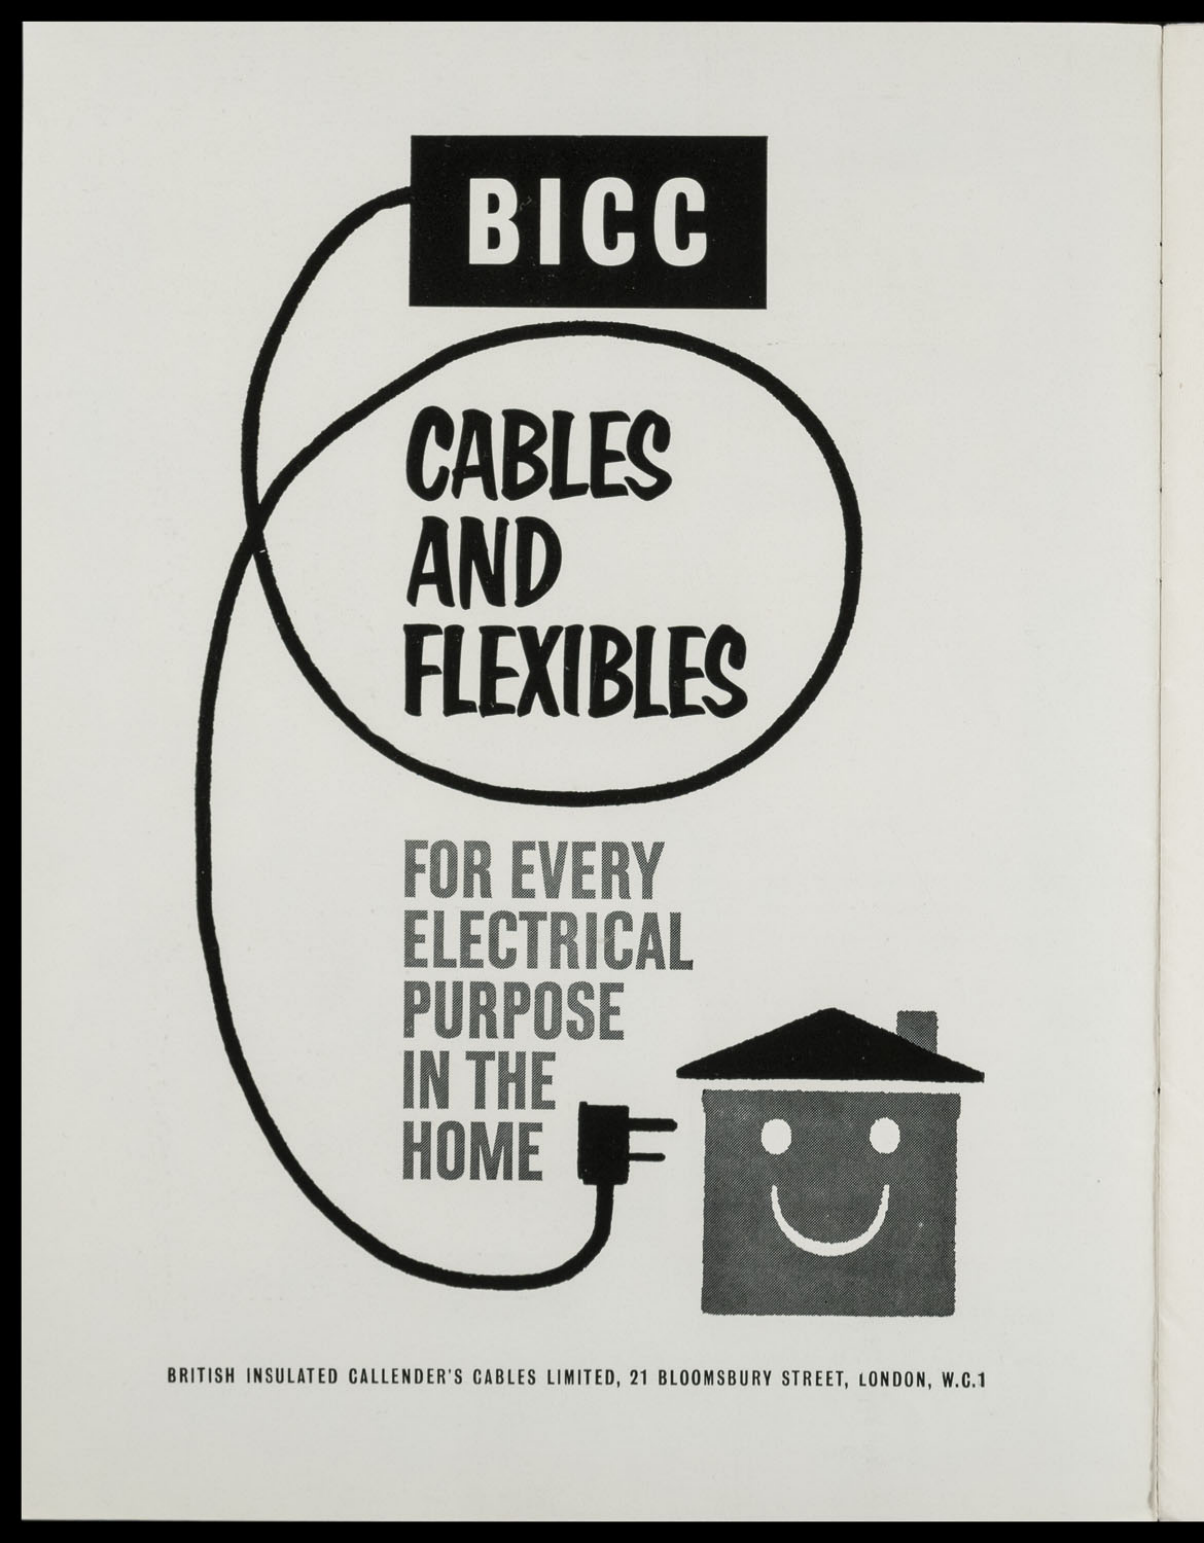 BICC
CABLES
AND
FLEXIBLES
FOR EVERY
ELECTRICAL
PURPOSE
IN THE
HOME
BRITISH INSULATED CALLENDER'S CABLES LIMITED, 21 BLOOMSBURY STREET, LONDON, W.C.1